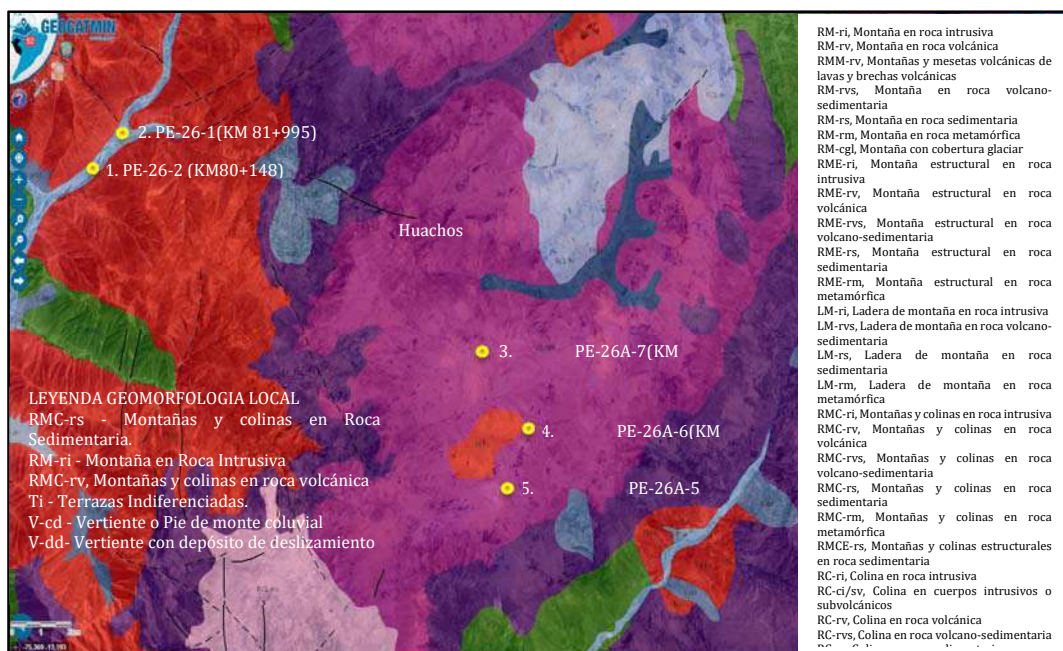 GEOCATMIN
2. PE-26-1(KM 81+995)
1. PE-26-2 (KM80+148)
Huachos
3. PE-26A-7(KM
4. PE-26A-6(KM
5. PE-26A-5
LEYENDA GEOMORFOLOGIA LOCAL
RMC-rs - Montañas y colinas en Roca
Sedimentaria.
RM-ri - Montaña en Roca Intrusiva
RMC-rv, Montañas y colinas en roca volcánica
Ti - Terrazas Indiferenciadas.
V-cd - Vertiente o Pie de monte coluvial
V-dd- Vertiente con depósito de deslizamiento
-75,369 -13,193
RM-ri, Montaña en roca intrusiva
RM-rv, Montaña en roca volcánica
RMM-rv, Montañas y mesetas volcánicas de
lavas y brechas volcánicas
RM-rvs, Montaña en roca volcano-
sedimentaria
RM-rs, Montaña en roca sedimentaria
RM-rm, Montaña en roca metamórfica
RM-cgl, Montaña con cobertura glaciar
RME-ri, Montaña estructural en roca
intrusiva
RME-rv, Montaña estructural en roca
volcánica
RME-rvs, Montaña estructural en roca
volcano-sedimentaria
RME-rs, Montaña estructural en roca
sedimentaria
RME-rm, Montaña estructural en roca
metamórfica
LM-ri, Ladera de montaña en roca intrusiva
LM-rvs, Ladera de montaña en roca volcano-
sedimentaria
LM-rs, Ladera de montaña en roca
sedimentaria
LM-rm, Ladera de montaña en roca
metamórfica
RMC-ri, Montañas y colinas en roca intrusiva
RMC-rv, Montañas y colinas en roca
volcánica
RMC-rvs, Montañas y colinas en roca
volcano-sedimentaria
RMC-rs, Montañas y colinas en roca
sedimentaria
RMC-rm, Montañas y colinas en roca
metamórfica
RMCE-rs, Montañas y colinas estructurales
en roca sedimentaria
RC-ri, Colina en roca intrusiva
RC-ci/sv, Colina en cuerpos intrusivos o
subvolcánicos
RC-rv, Colina en roca volcánica
RC-rvs, Colina en roca volcano-sedimentaria